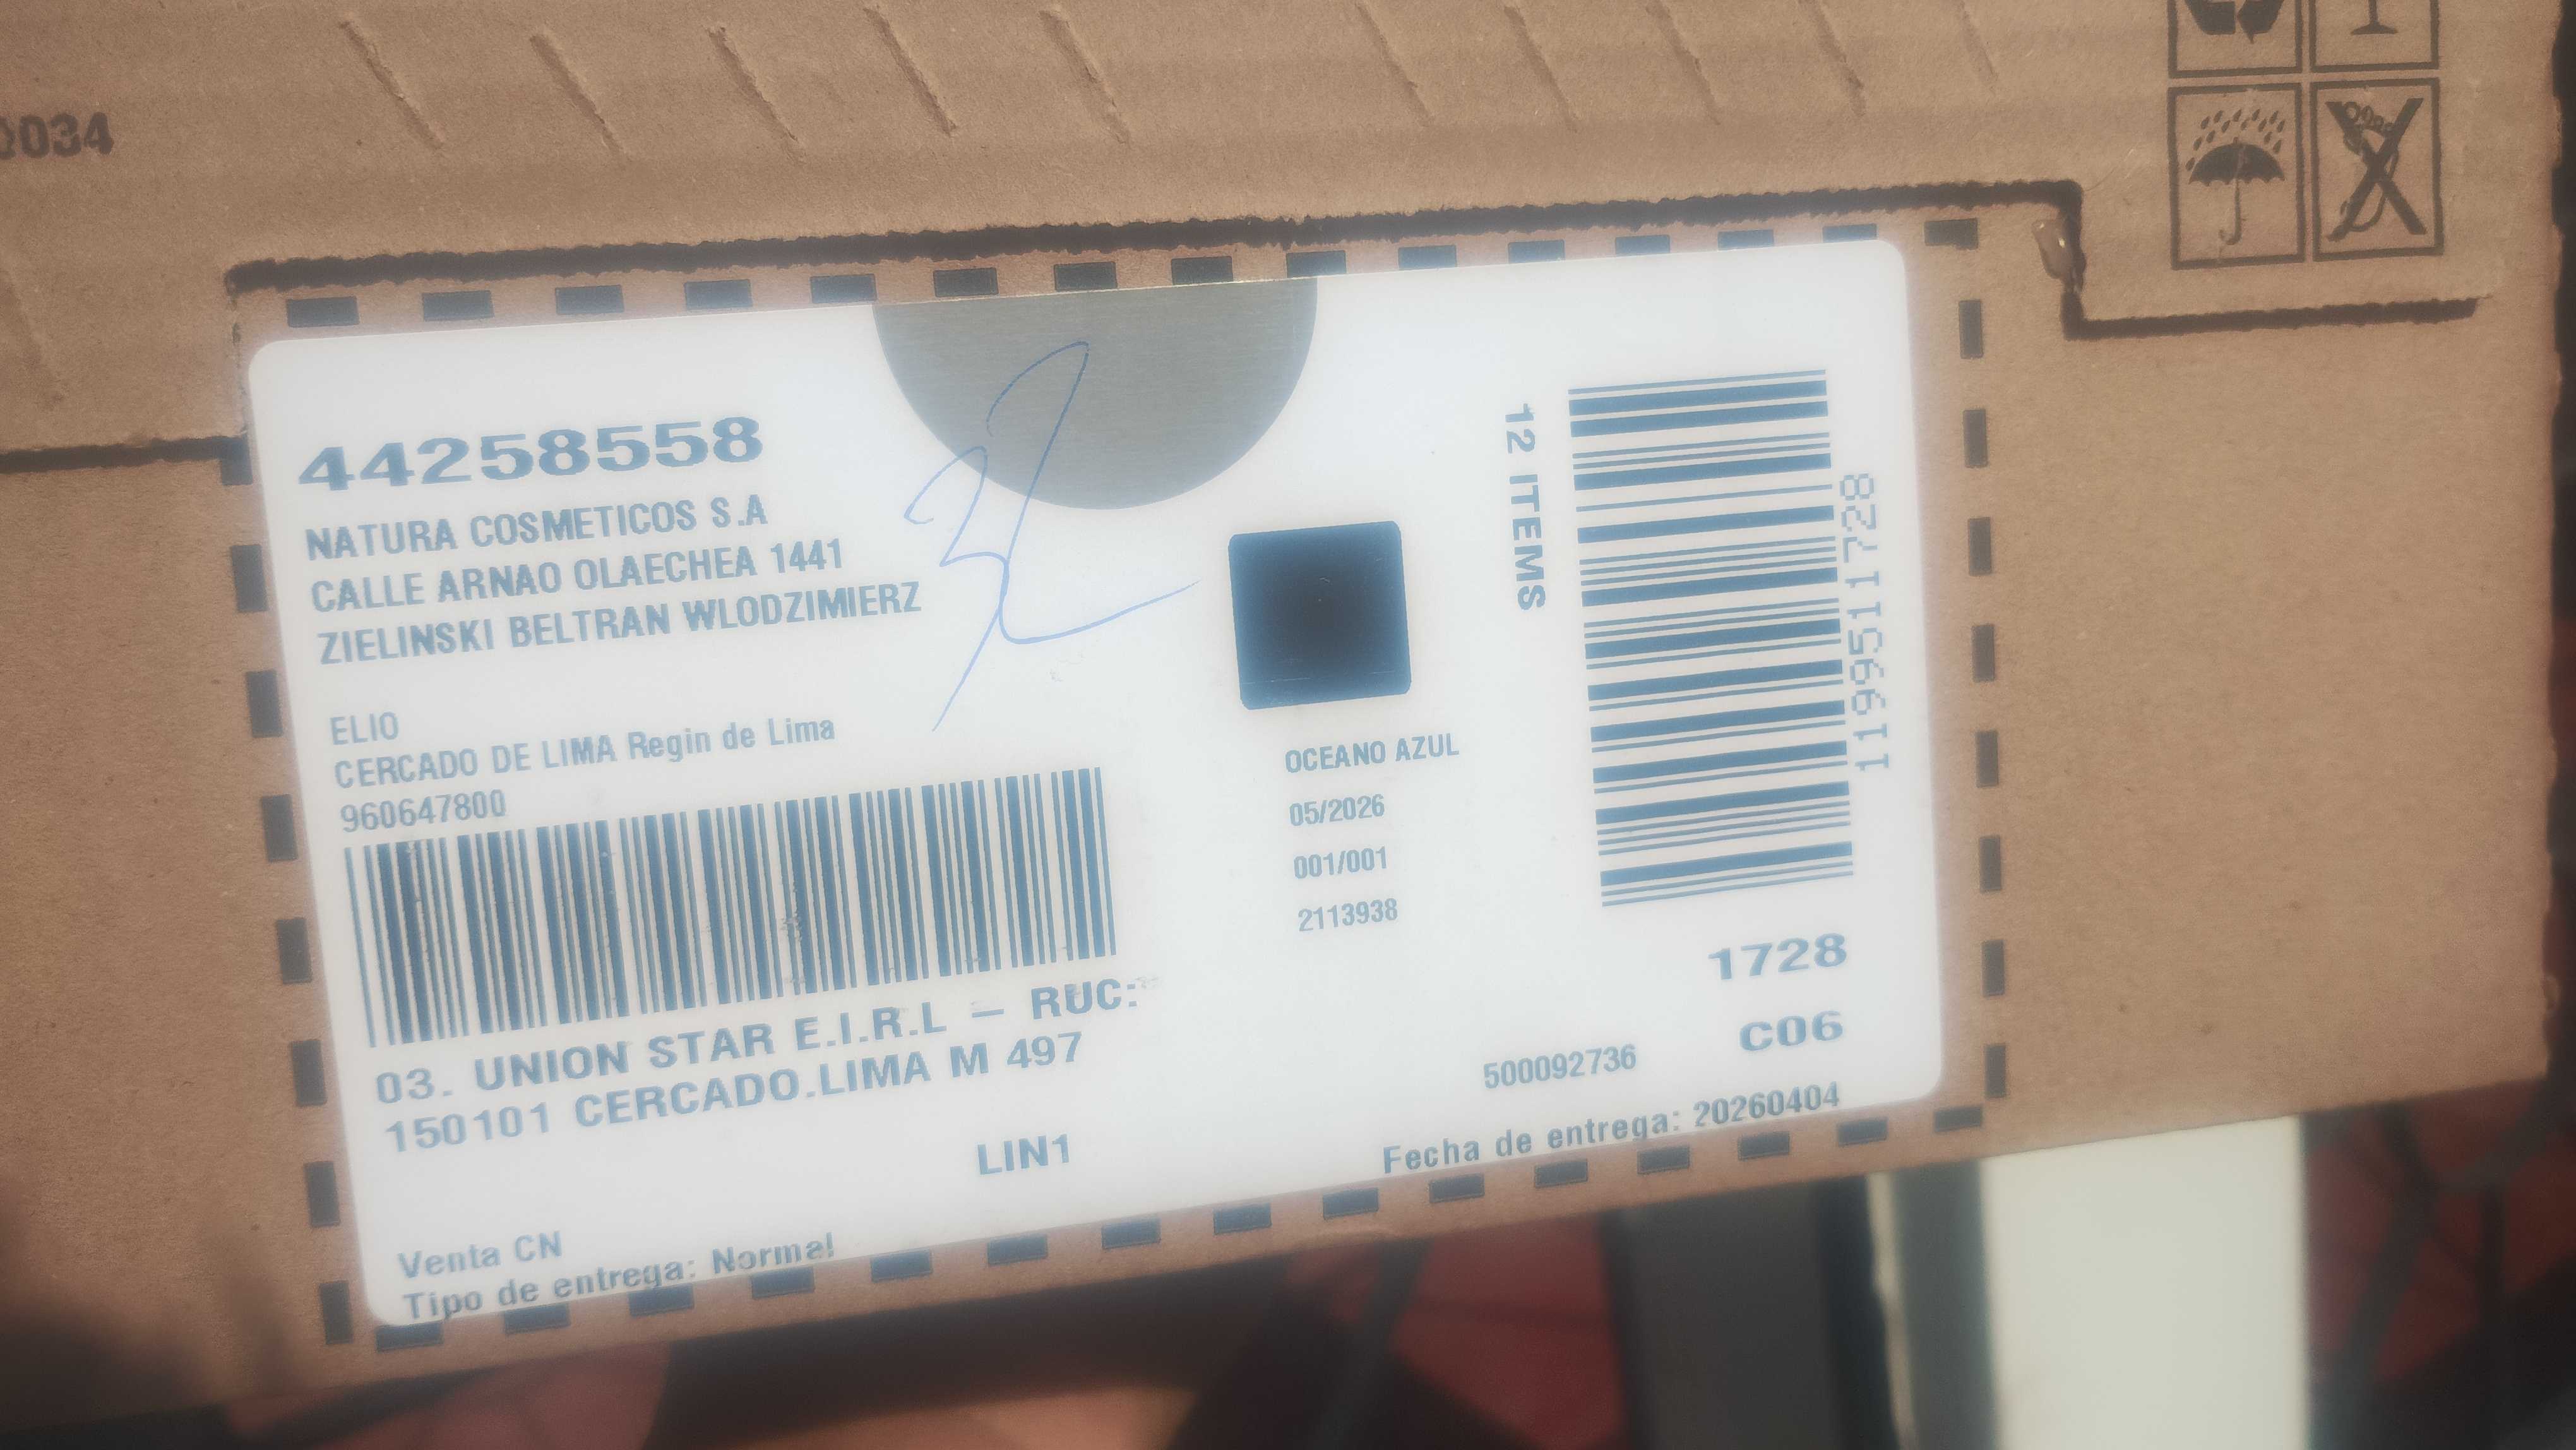 0034
44258558
NATURA COSMETICOS S.A
CALLE ARNAO OLAECHEA 1441
ZIELINSKI BELTRAN WLODZIMIERZ
ELIO
CERCADO DE LIMA Regin de Lima
960647800
03. UNION STAR E.I.R.L – RUC:
150101 CERCADO.LIMA M 497
LIN1
Venta CN
Tipo de entrega: Normal
OCEANO AZUL
05/2026
001/001
2113938
12 ITEMS
1199511728
1728
C06
500092736
Fecha de entrega: 20260404